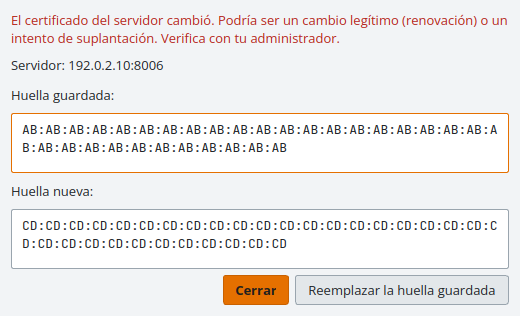 El certificado del servidor cambió. Podría ser un cambio legítimo (renovación) o un
intento de suplantación. Verifica con tu administrador.
Servidor: 192.0.2.10:8006
Huella guardada:
AB:AB:AB:AB:AB:AB:AB:AB:AB:AB:AB:AB:AB:AB:AB:AB:AB:AB:AB:AB:A
B:AB:AB:AB:AB:AB:AB:AB:AB:AB:AB:AB
Huella nueva:
CD:CD:CD:CD:CD:CD:CD:CD:CD:CD:CD:CD:CD:CD:CD:CD:CD:CD:CD:CD:C
D:CD:CD:CD:CD:CD:CD:CD:CD:CD:CD:CD
Cerrar
Reemplazar la huella guardada